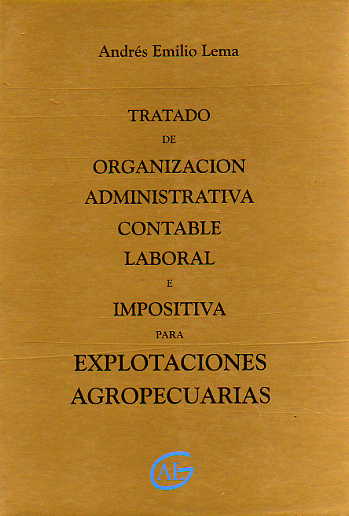 Andrés Emilio Lema
TRATADO
DE
ORGANIZACION
ADMINISTRATIVA
CONTABLE
LABORAL
E
IMPOSITIVA
PARA
EXPLOTACIONES
AGROPECUARIAS